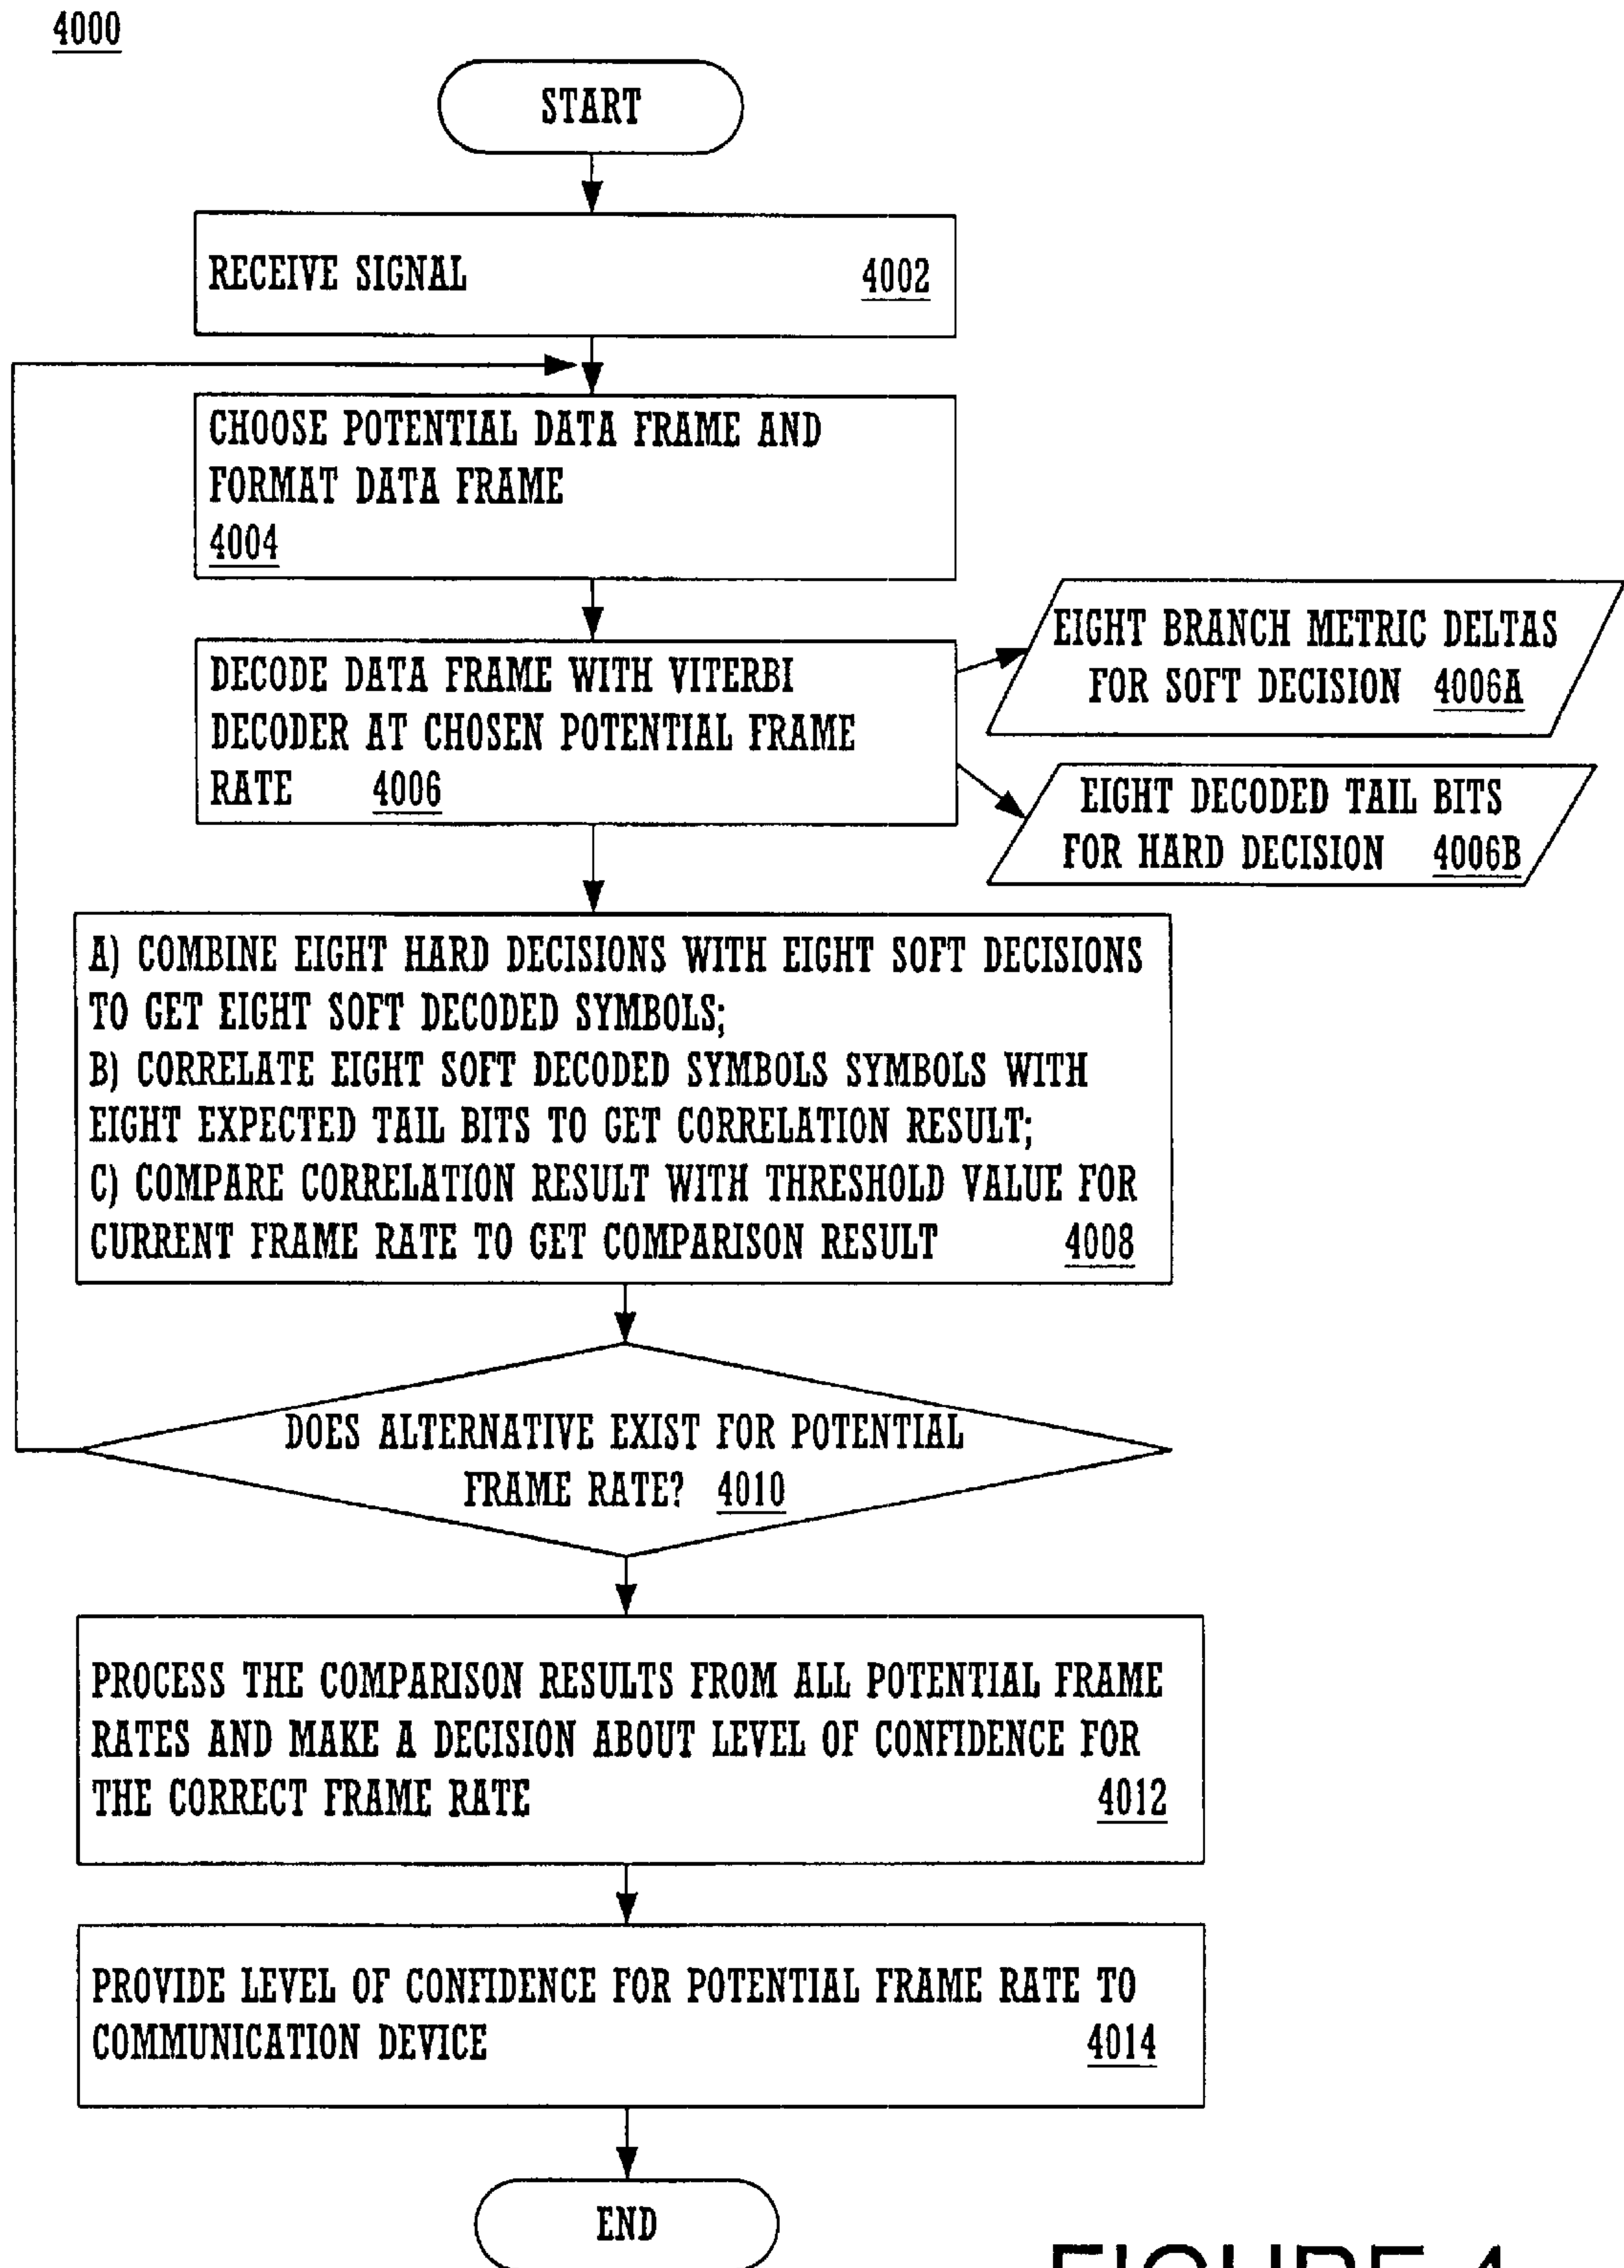 4000
START
RECEIVE SIGNAL 4002
CHOOSE POTENTIAL DATA FRAME AND
FORMAT DATA FRAME
4004
DECODE DATA FRAME WITH VITERBI
DECODER AT CHOSEN POTENTIAL FRAME
RATE 4006
EIGHT BRANCH METRIC DELTAS
FOR SOFT DECISION 4006A
EIGHT DECODED TAIL BITS
FOR HARD DECISION 4006B
A) COMBINE EIGHT HARD DECISIONS WITH EIGHT SOFT DECISIONS
TO GET EIGHT SOFT DECODED SYMBOLS;
B) CORRELATE EIGHT SOFT DECODED SYMBOLS SYMBOLS WITH
EIGHT EXPECTED TAIL BITS TO GET CORRELATION RESULT;
C) COMPARE CORRELATION RESULT WITH THRESHOLD VALUE FOR
CURRENT FRAME RATE TO GET COMPARISON RESULT 4008
DOES ALTERNATIVE EXIST FOR POTENTIAL
FRAME RATE? 4010
PROCESS THE COMPARISON RESULTS FROM ALL POTENTIAL FRAME
RATES AND MAKE A DECISION ABOUT LEVEL OF CONFIDENCE FOR
THE CORRECT FRAME RATE 4012
PROVIDE LEVEL OF CONFIDENCE FOR POTENTIAL FRAME RATE TO
COMMUNICATION DEVICE 4014
END
FIGURE 4